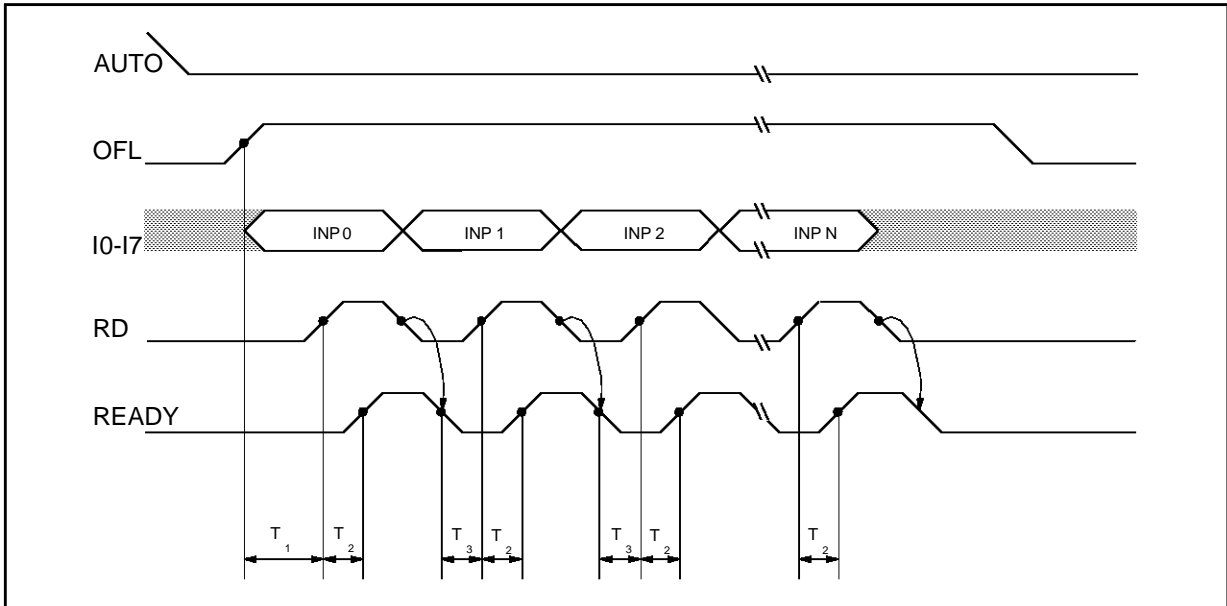 AUTO
OFL
I0-I7
INP 0
INP 1
INP 2
INP N
RD
READY
T1
T2
T3
T2
T3
T2
T2